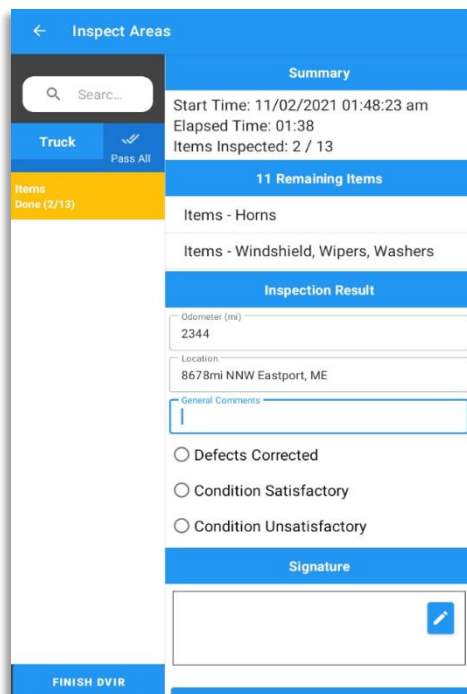 Inspect Areas
Searc...
Truck
Pass All
Items
Done (2/13)
FINISH DVIR
Summary
Start Time: 11/02/2021 01:48:23 am
Elapsed Time: 01:38
Items Inspected: 2 / 13
11 Remaining Items
Items - Horns
Items - Windshield, Wipers, Washers
Inspection Result
Odometer (mi)
2344
Location
8678mi NNW Eastport, ME
General Comments
Defects Corrected
Condition Satisfactory
Condition Unsatisfactory
Signature